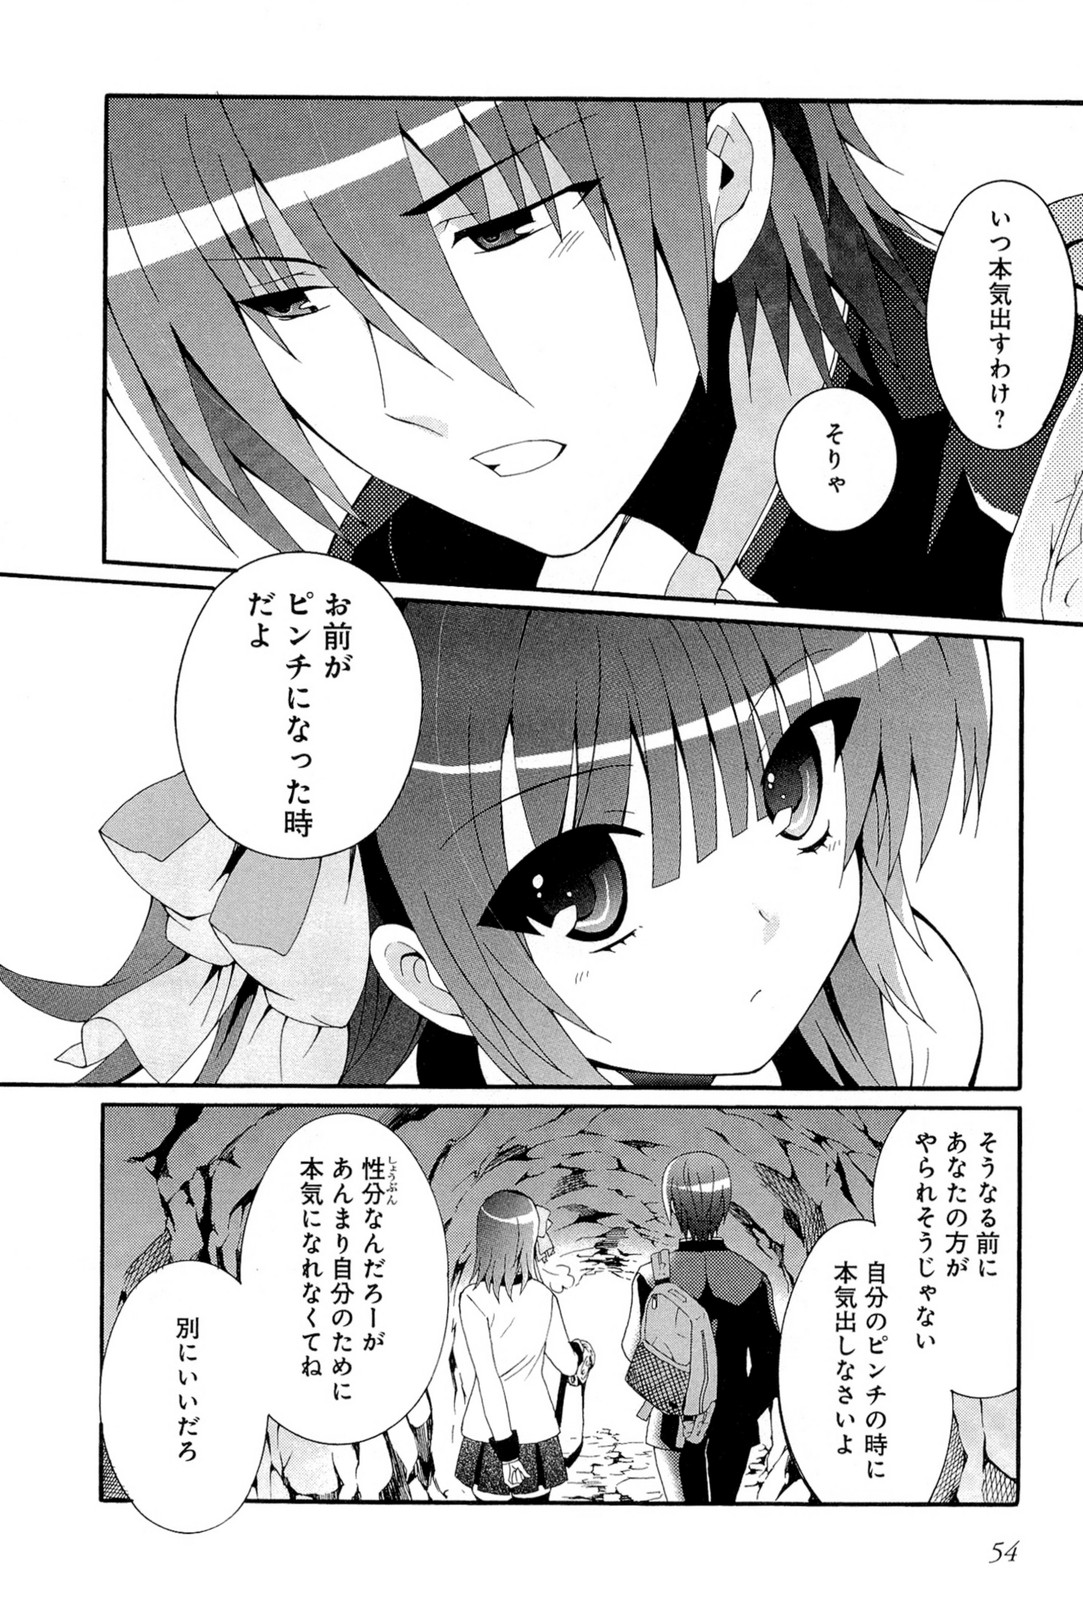 いつ本気出すわけ？
そりゃ
お前が
ピンチになった時
だよ
そうなる前に
あなたの方が
やられそうじゃない
自分のピンチの時に
本気出しなさいよ
性分なんだろーが
しょうぶん
あんまり自分のために
本気になれなくてね
別にいいだろ
54